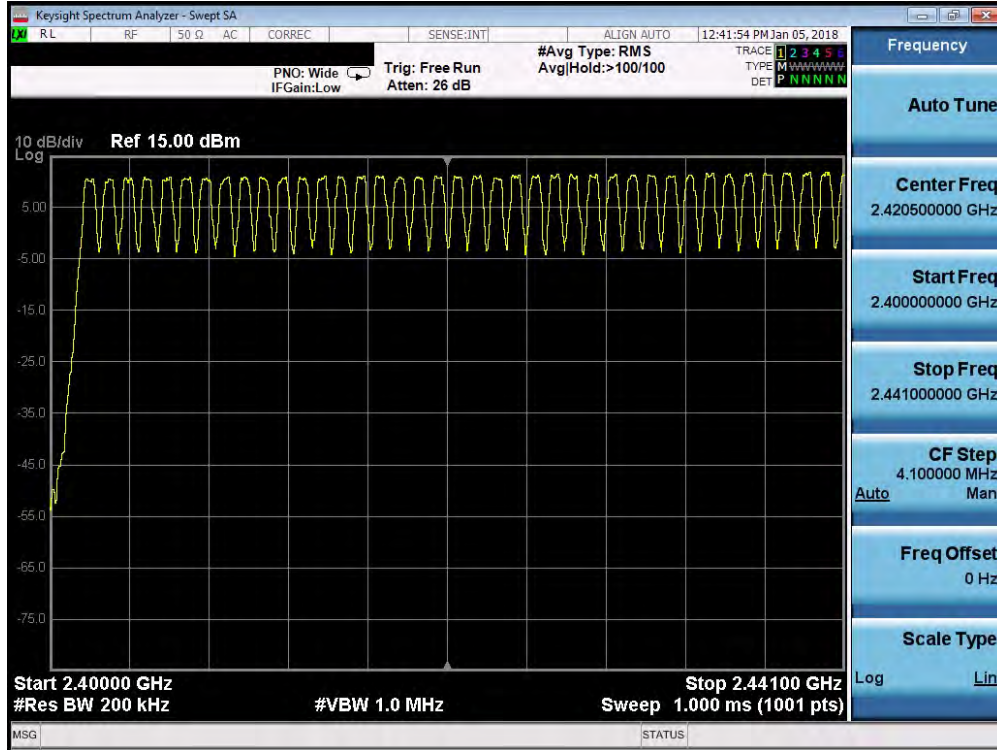 Keysight Spectrum Analyzer - Swept SA
LXI RL RF 50 Ω AC CORREC SENSE:INT ALIGN AUTO 12:41:54 PM Jan 05, 2018
PNO: Wide
IFGain:Low
Trig: Free Run
Atten: 26 dB
#Avg Type: RMS
Avg|Hold:>100/100
TRACE 1 2 3 4 5 6
TYPE M WWWWW
DET P N N N N N
10 dB/div Ref 15.00 dBm
Log
5.00
-5.00
-15.0
-25.0
-35.0
-45.0
-55.0
-65.0
-75.0
Start 2.40000 GHz Stop 2.44100 GHz
#Res BW 200 kHz #VBW 1.0 MHz Sweep 1.000 ms (1001 pts)
MSG STATUS
Frequency
Auto Tune
Center Freq
2.420500000 GHz
Start Freq
2.400000000 GHz
Stop Freq
2.441000000 GHz
CF Step
4.100000 MHz
Auto Man
Freq Offset
0 Hz
Scale Type
Log Lin